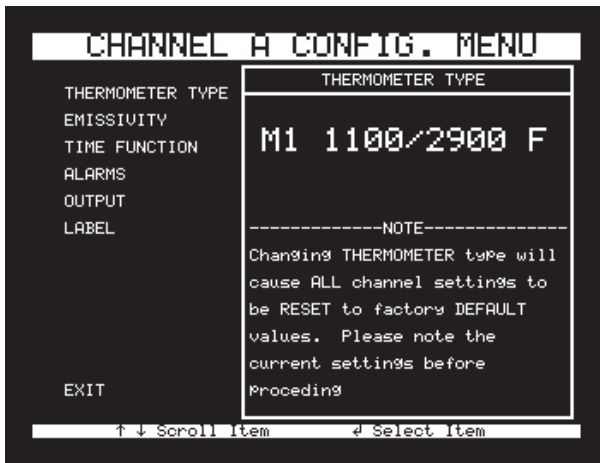 CHANNEL A CONFIG. MENU
THERMOMETER TYPE
EMISSIVITY
TIME FUNCTION
ALARMS
OUTPUT
LABEL
EXIT
THERMOMETER TYPE
M1 1100/2900 F
-------------NOTE--------------
Changing THERMOMETER type will
cause ALL channel settings to
be RESET to factory DEFAULT
values. Please note the
current settings before
Proceding
↑↓ Scroll Item ↲ Select Item